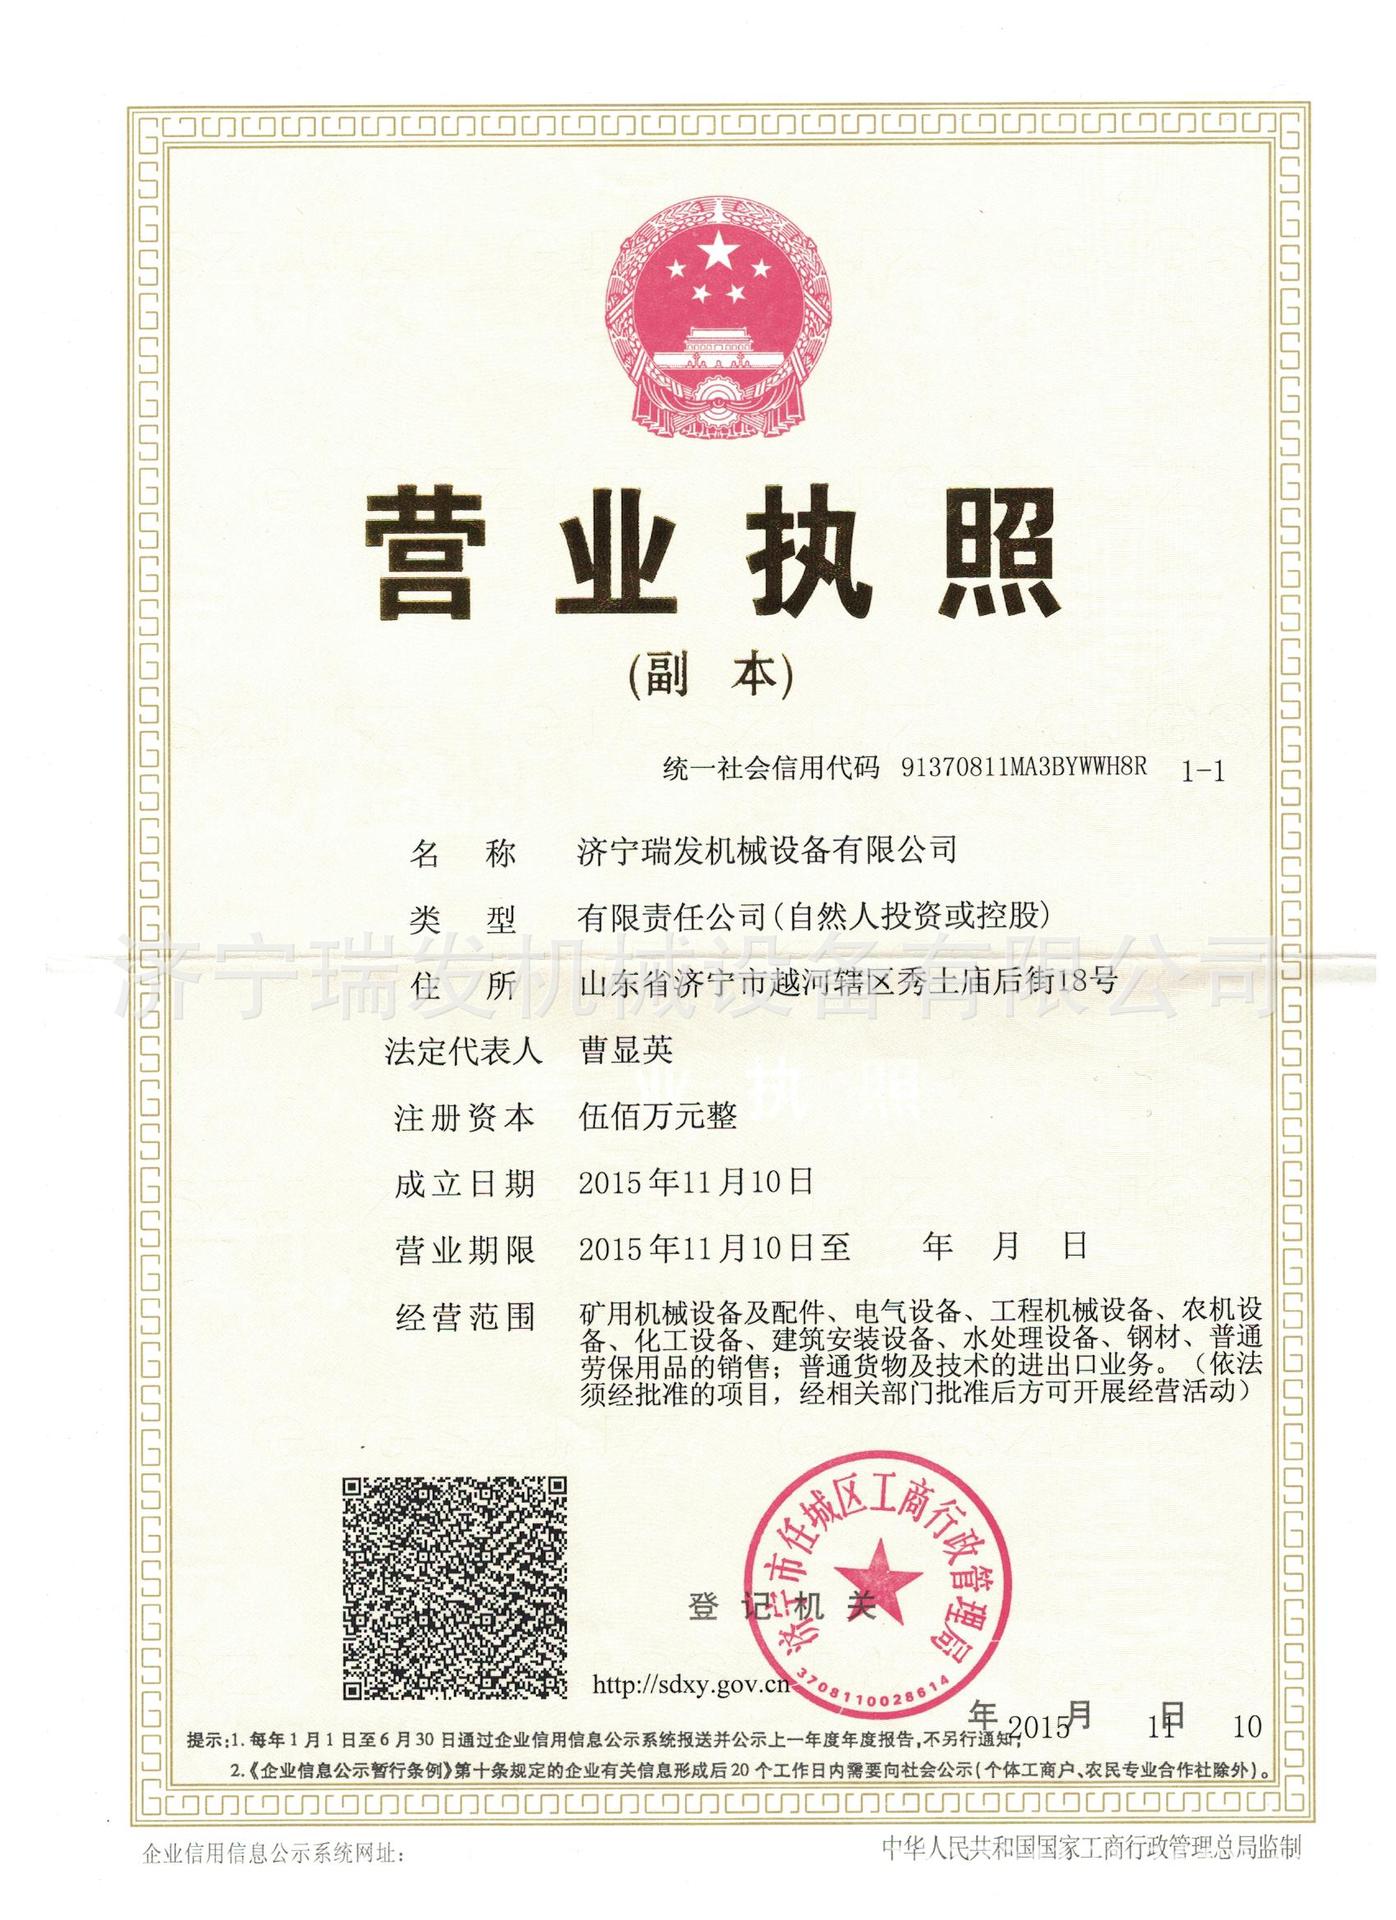 营业执照
(副 本)
统一社会信用代码 91370811MA3BYWWH8R 1-1
名称 济宁瑞发机械设备有限公司
类型 有限责任公司(自然人投资或控股)
济宁瑞发机械设备有限公司
住所 山东省济宁市越河辖区秀土庙后街18号
法定代表人 曹显英
注册资本 伍佰万元整
成立日期 2015年11月10日
营业期限 2015年11月10日至 年 月 日
经营范围 矿用机械设备及配件、电气设备、工程机械设备、农机设
备、化工设备、建筑安装设备、水处理设备、钢材、普通
劳保用品的销售；普通货物及技术的进出口业务。（依法
须经批准的项目，经相关部门批准后方可开展经营活动）
济宁市任城区工商行政管理局
登记机关
3708110028614
http://sdxy.gov.cn
年2015月 11日 10
提示:1.每年1月1日至6月30日通过企业信用信息公示系统报送并公示上一年度年度报告,不另行通知;
2.《企业信息公示暂行条例》第十条规定的企业有关信息形成后20个工作日内需要向社会公示(个体工商户、农民专业合作社除外)。
企业信用信息公示系统网址：
中华人民共和国国家工商行政管理总局监制